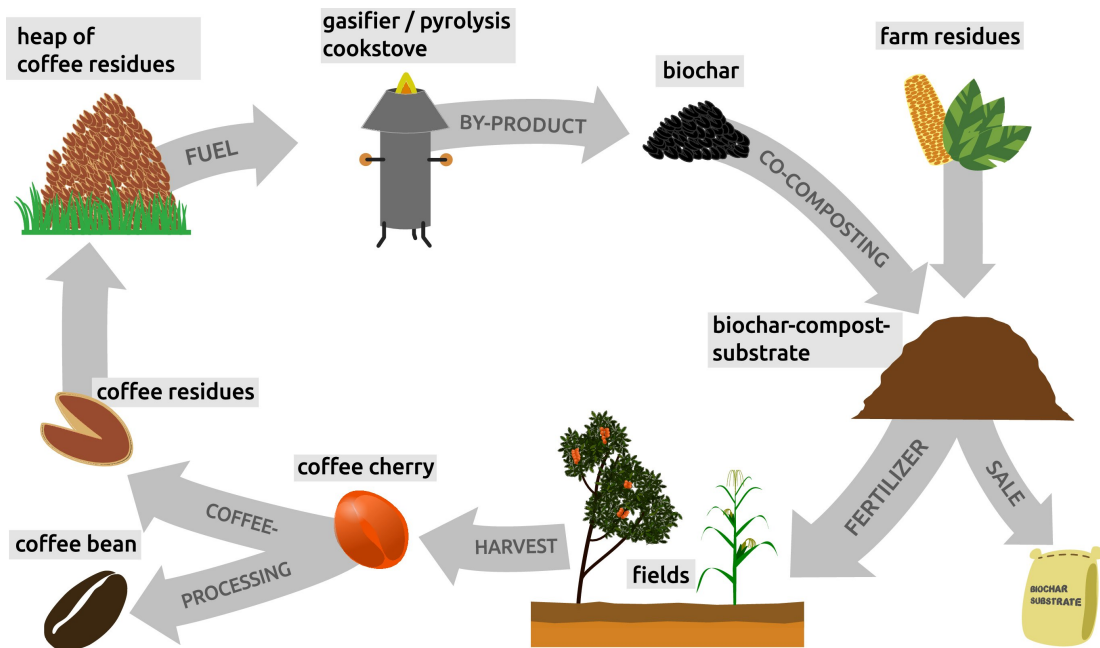 heap of
coffee residues
gasifier / pyrolysis
cookstove
farm residues
biochar
FUEL
BY-PRODUCT
CO-COMPOSTING
biochar-compost-
substrate
coffee residues
coffee cherry
FERTILIZER
SALE
COFFEE-
PROCESSING
coffee bean
HARVEST
fields
BIOCHAR
SUBSTRATE